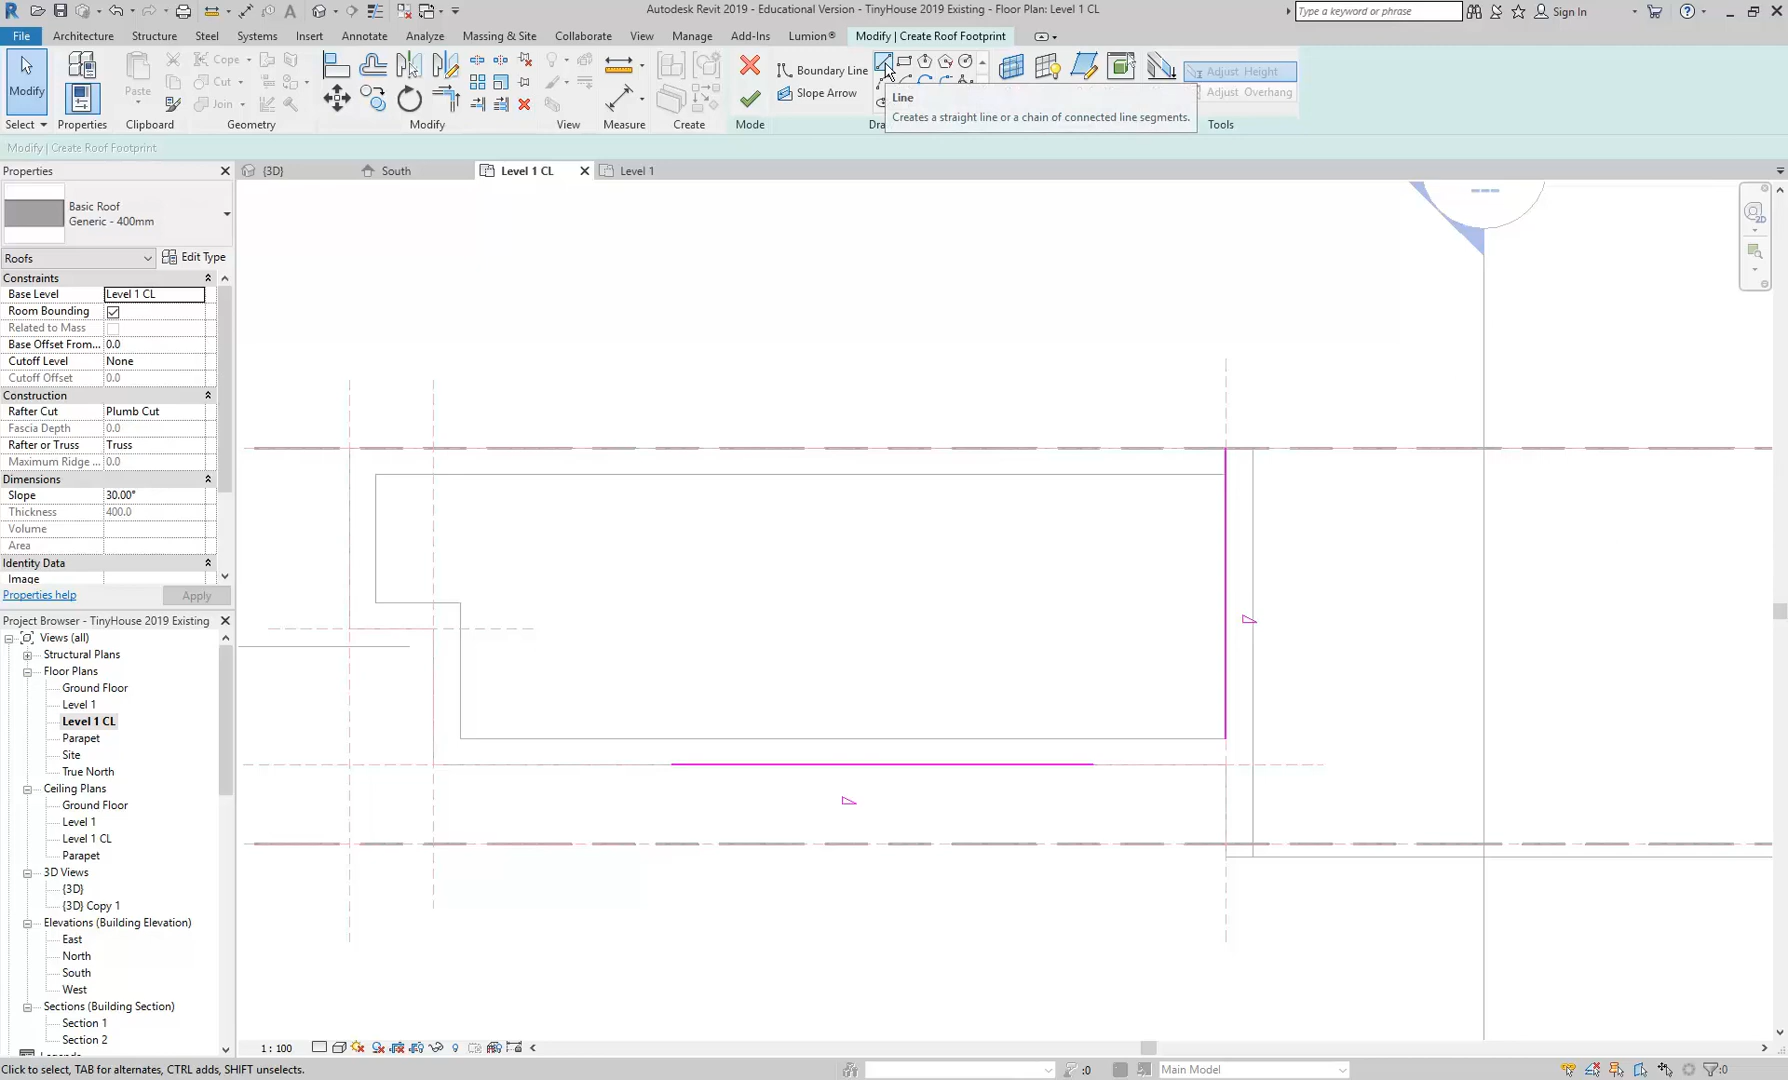 Autodesk Revit 2019 - Educational Version - TinyHouse 2019 Existing - Floor Plan: Level 1 CL
Type a keyword or phrase
Sign In
File
Architecture
Structure
Steel
Systems
Insert
Annotate
Analyze
Massing & Site
Collaborate
View
Manage
Add-Ins
Lumion®
Modify | Create Roof Footprint
Modify
Paste
Cope
Cut
Join
Boundary Line
Slope Arrow
Adjust Height
Adjust Overhang
Line
Creates a straight line or a chain of connected line segments.
Select
Properties
Clipboard
Geometry
Modify
View
Measure
Create
Mode
Tools
Modify | Create Roof Footprint
Properties
Basic Roof
Generic - 400mm
Roofs
Edit Type
Constraints
Base Level Level 1 CL
Room Bounding
Related to Mass
Base Offset From... 0.0
Cutoff Level None
Cutoff Offset 0.0
Construction
Rafter Cut Plumb Cut
Fascia Depth 0.0
Rafter or Truss Truss
Maximum Ridge ... 0.0
Dimensions
Slope 30.00°
Thickness 400.0
Volume
Area
Identity Data
Image
Properties help
Apply
Project Browser - TinyHouse 2019 Existing
Views (all)
Structural Plans
Floor Plans
Ground Floor
Level 1
Level 1 CL
Parapet
Site
True North
Ceiling Plans
Ground Floor
Level 1
Level 1 CL
Parapet
3D Views
{3D}
{3D} Copy 1
Elevations (Building Elevation)
East
North
South
West
Sections (Building Section)
Section 1
Section 2
{3D}
South
Level 1 CL
Level 1
2D
1 : 100
Click to select, TAB for alternates, CTRL adds, SHIFT unselects.
:0
Main Model
:0